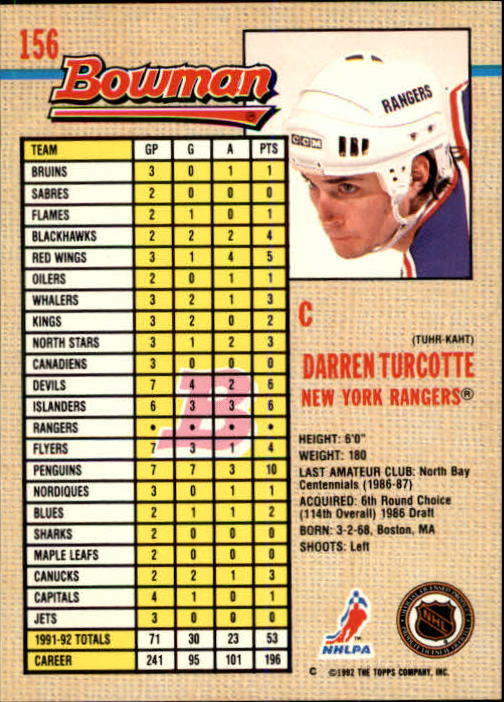 156
Bowman
RANGERS
CCM
TEAM GP G A PTS
BRUINS 3 0 1 1
SABRES 2 0 0 0
FLAMES 2 1 0 1
BLACKHAWKS 2 2 2 4
RED WINGS 3 1 4 5
OILERS 2 0 1 1
WHALERS 3 2 1 3
KINGS 3 2 0 2
NORTH STARS 3 1 2 3
CANADIENS 3 0 0 0
DEVILS 7 4 2 6
ISLANDERS 6 3 3 6
RANGERS • • • •
FLYERS 7 3 1 4
PENGUINS 7 7 3 10
NORDIQUES 3 0 1 1
BLUES 2 1 1 2
SHARKS 2 0 0 0
MAPLE LEAFS 2 0 0 0
CANUCKS 2 2 1 3
CAPITALS 4 1 0 1
JETS 3 0 0 0
1991-92 TOTALS 71 30 23 53
CAREER 241 95 101 196
B
C
(TUHR-KAHT)
DARREN TURCOTTE
NEW YORK RANGERS®
HEIGHT: 6'0"
WEIGHT: 180
LAST AMATEUR CLUB: North Bay
Centennials (1986-87)
ACQUIRED: 6th Round Choice
(114th Overall) 1986 Draft
BORN: 3-2-68, Boston, MA
SHOOTS: Left
NHLPA
NHL
C ©1992 THE TOPPS COMPANY, INC.